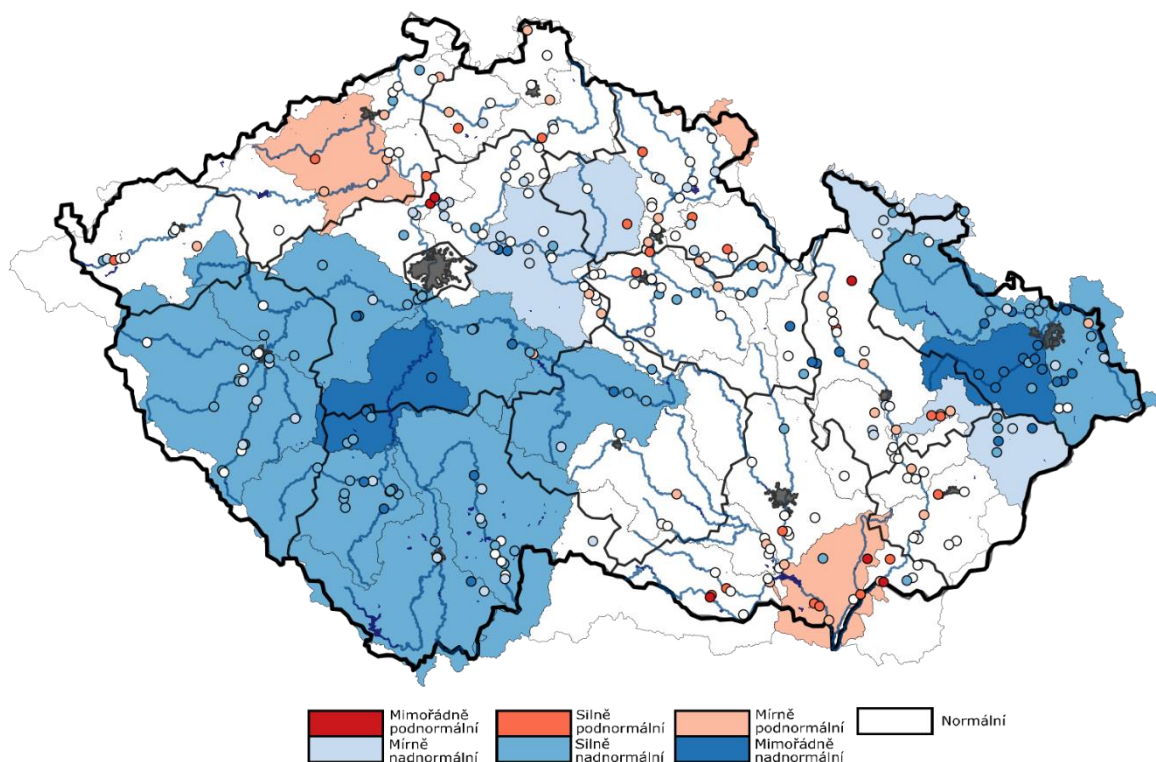 Mimořádně
podnormální
Silně
podnormální
Mírně
podnormální
Normální
Mírně
nadnormální
Silně
nadnormální
Mimořádně
nadnormální